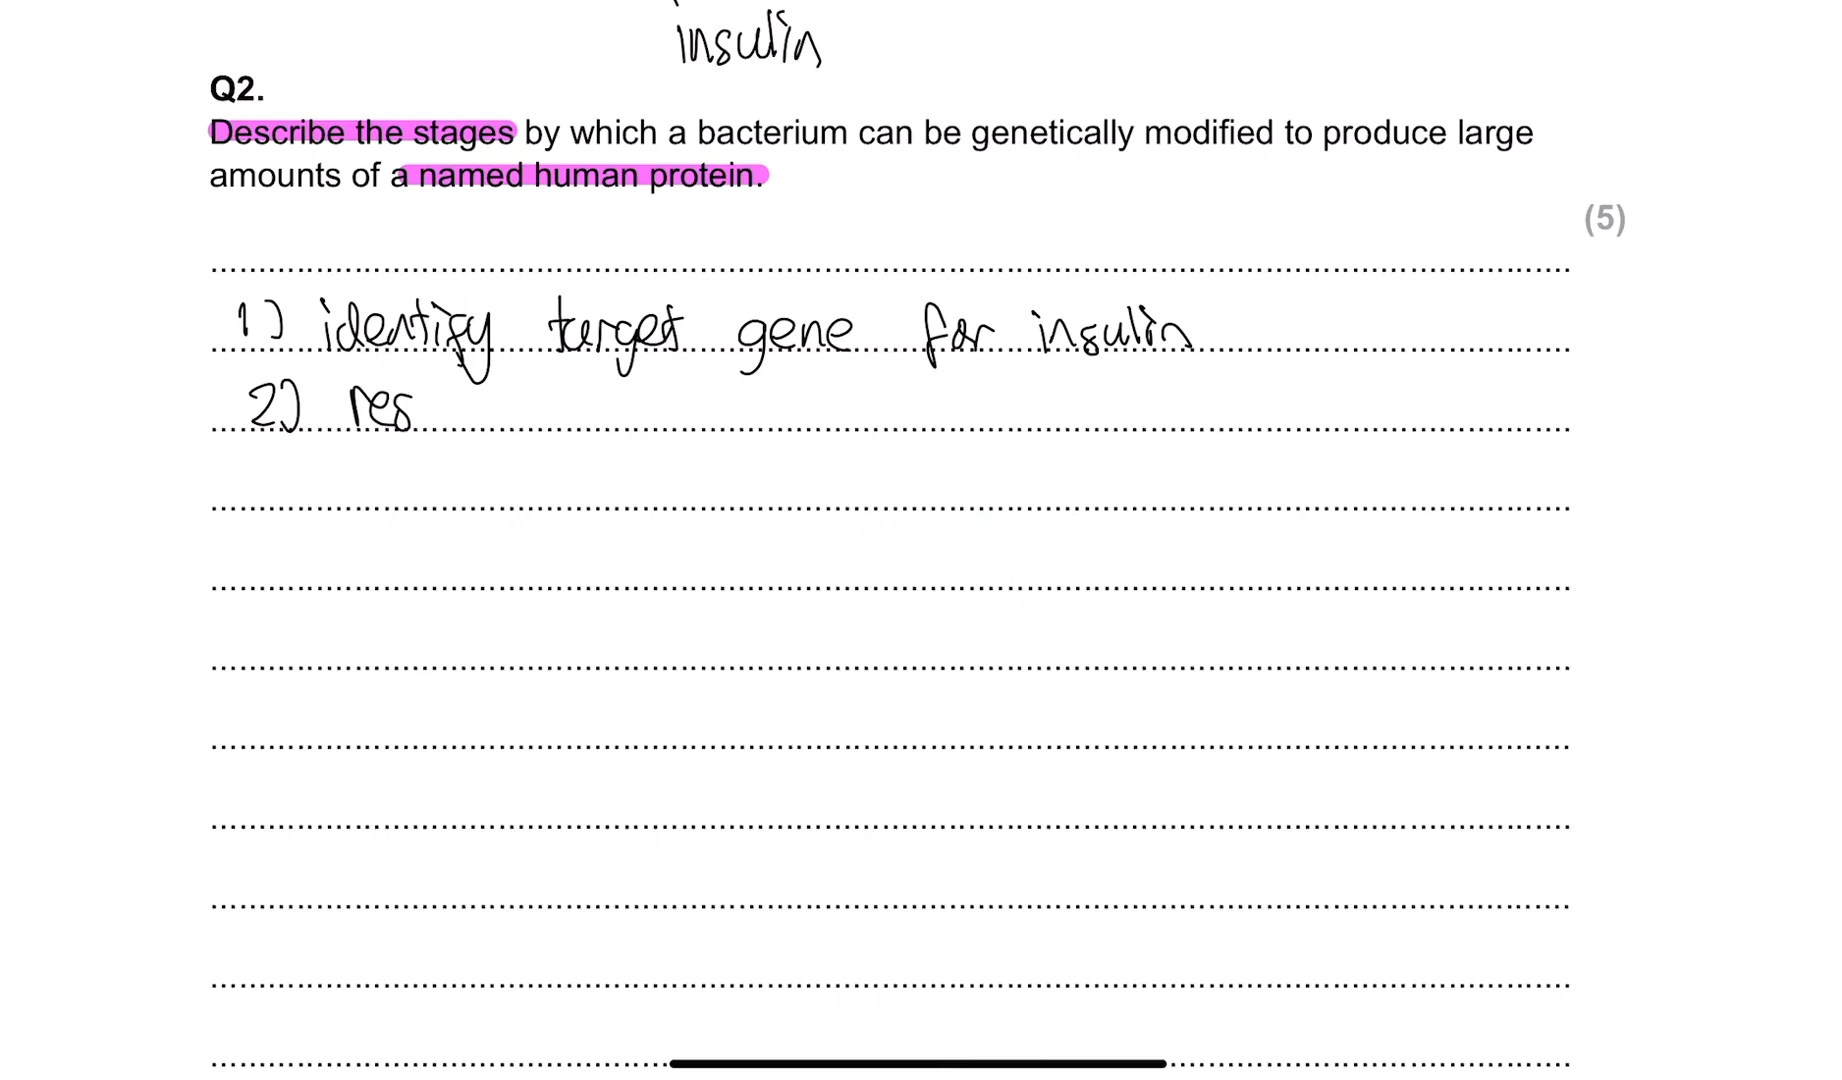 insulin
Q2.
Describe the stages by which a bacterium can be genetically modified to produce large
amounts of a named human protein.
(5)
1) identify target gene for insulin
2) res